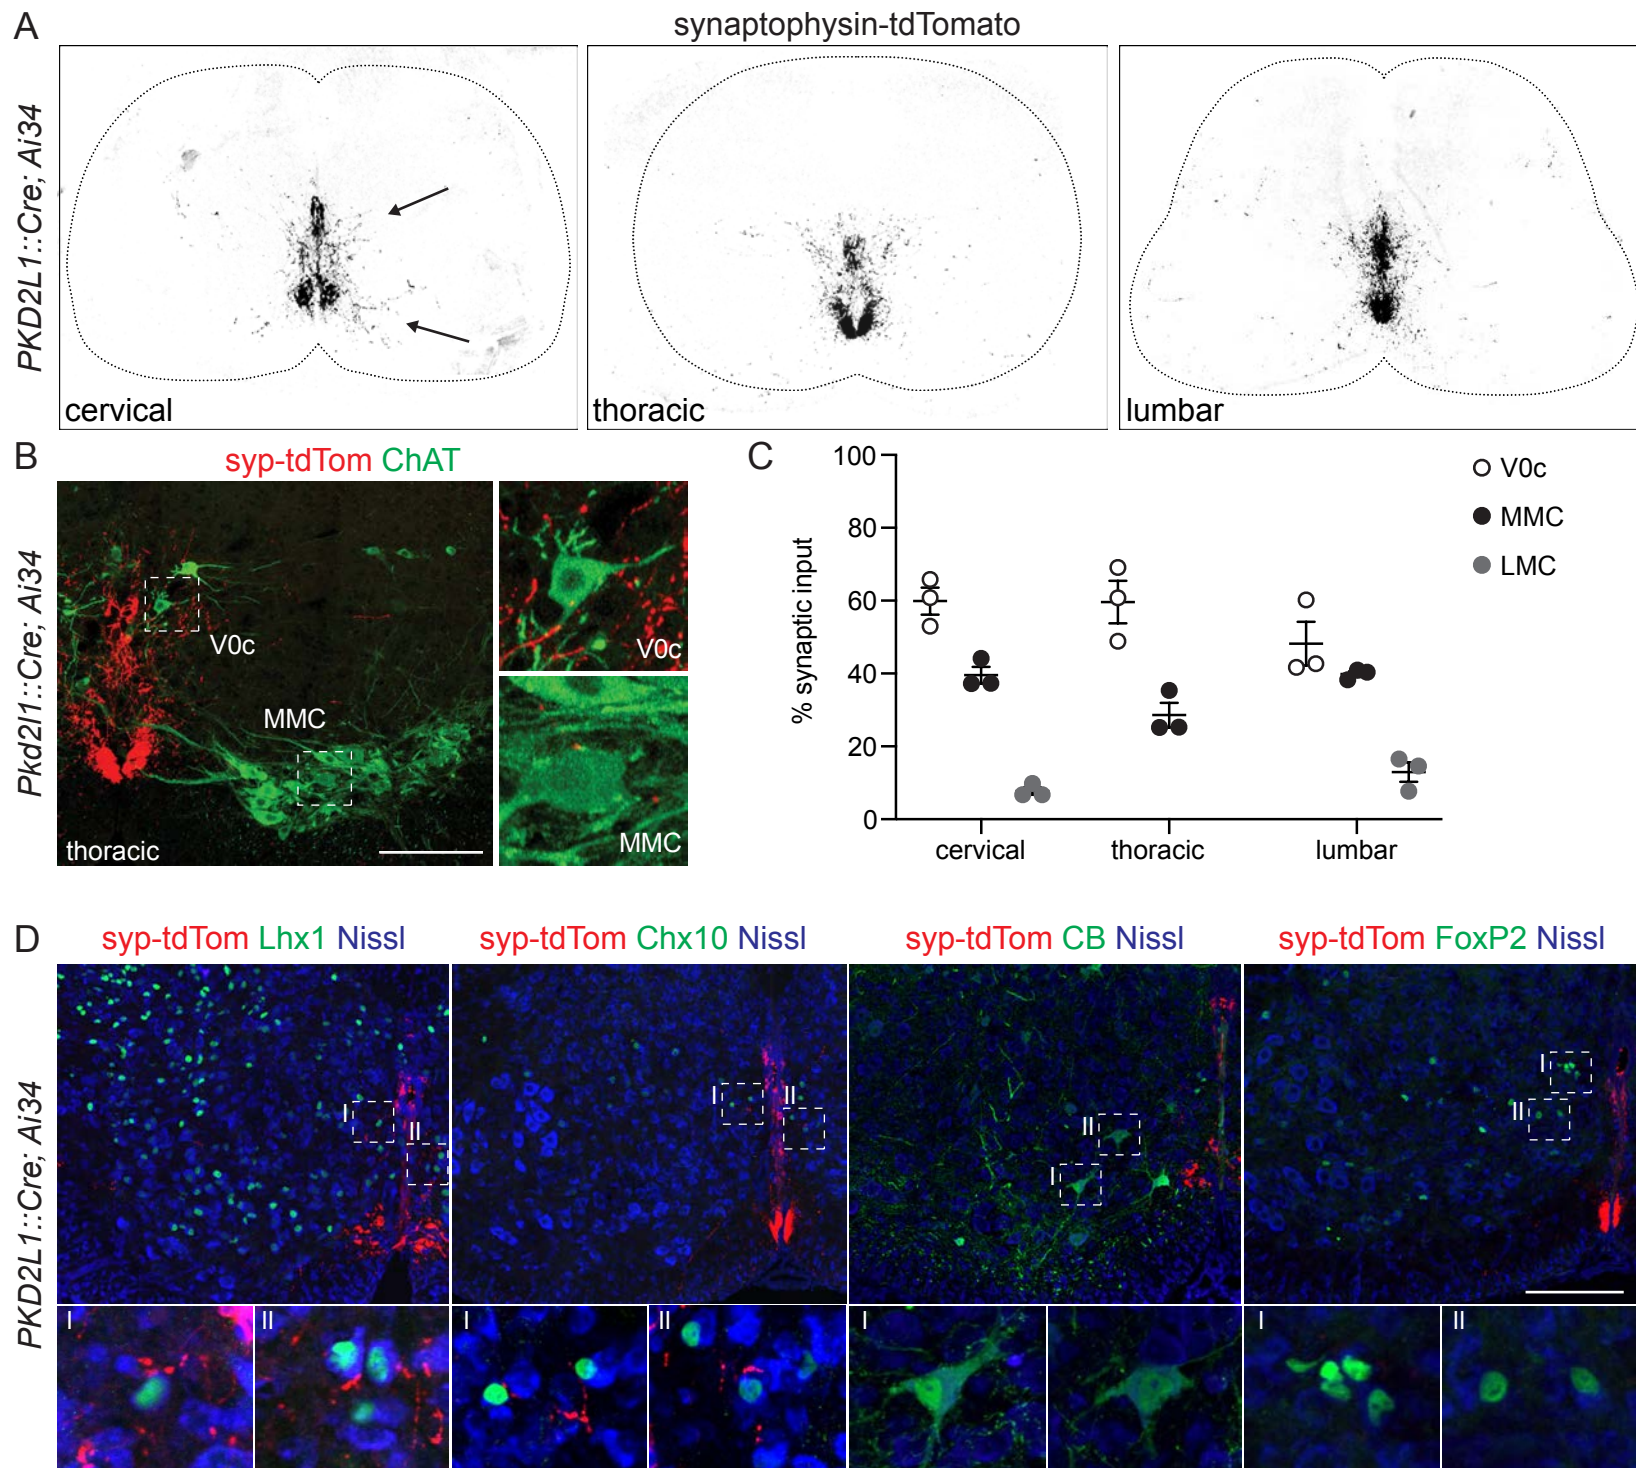 A
synaptophysin-tdTomato
PKD2L1::Cre; Ai34
cervical
thoracic
lumbar
B
syp-tdTom ChAT
Pkd2l1::Cre; Ai34
V0c
MMC
thoracic
V0c
MMC
C
% synaptic input
100
80
60
40
20
0
cervical
thoracic
lumbar
V0c
MMC
LMC
D
syp-tdTom Lhx1 Nissl
syp-tdTom Chx10 Nissl
syp-tdTom CB Nissl
syp-tdTom FoxP2 Nissl
PKD2L1::Cre; Ai34
I
II
I
II
II
I
I
II
I
II
I
II
I
I
II